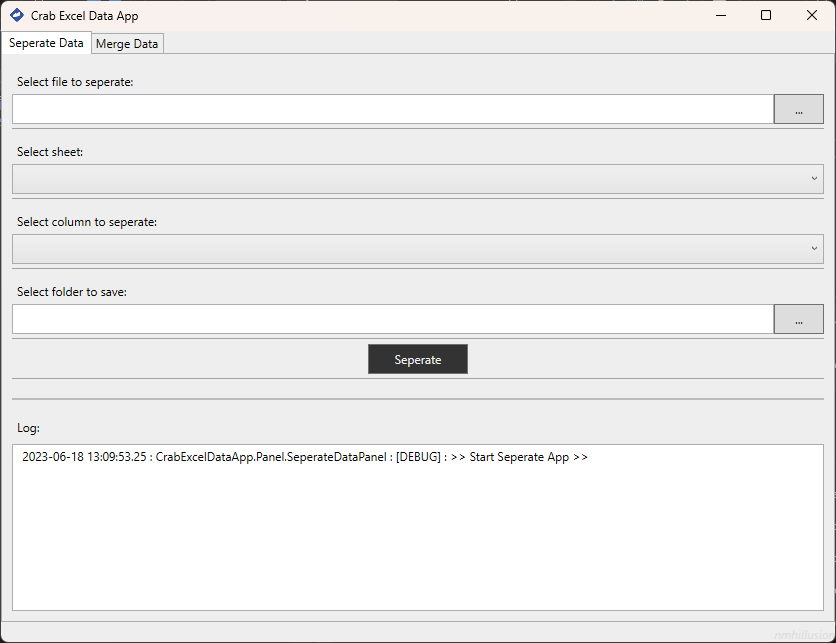 Crab Excel Data App
Seperate Data
Merge Data
Select file to seperate:
...
Select sheet:
Select column to seperate:
Select folder to save:
...
Seperate
Log:
2023-06-18 13:09:53.25 : CrabExcelDataApp.Panel.SeperateDataPanel : [DEBUG] : >> Start Seperate App >>